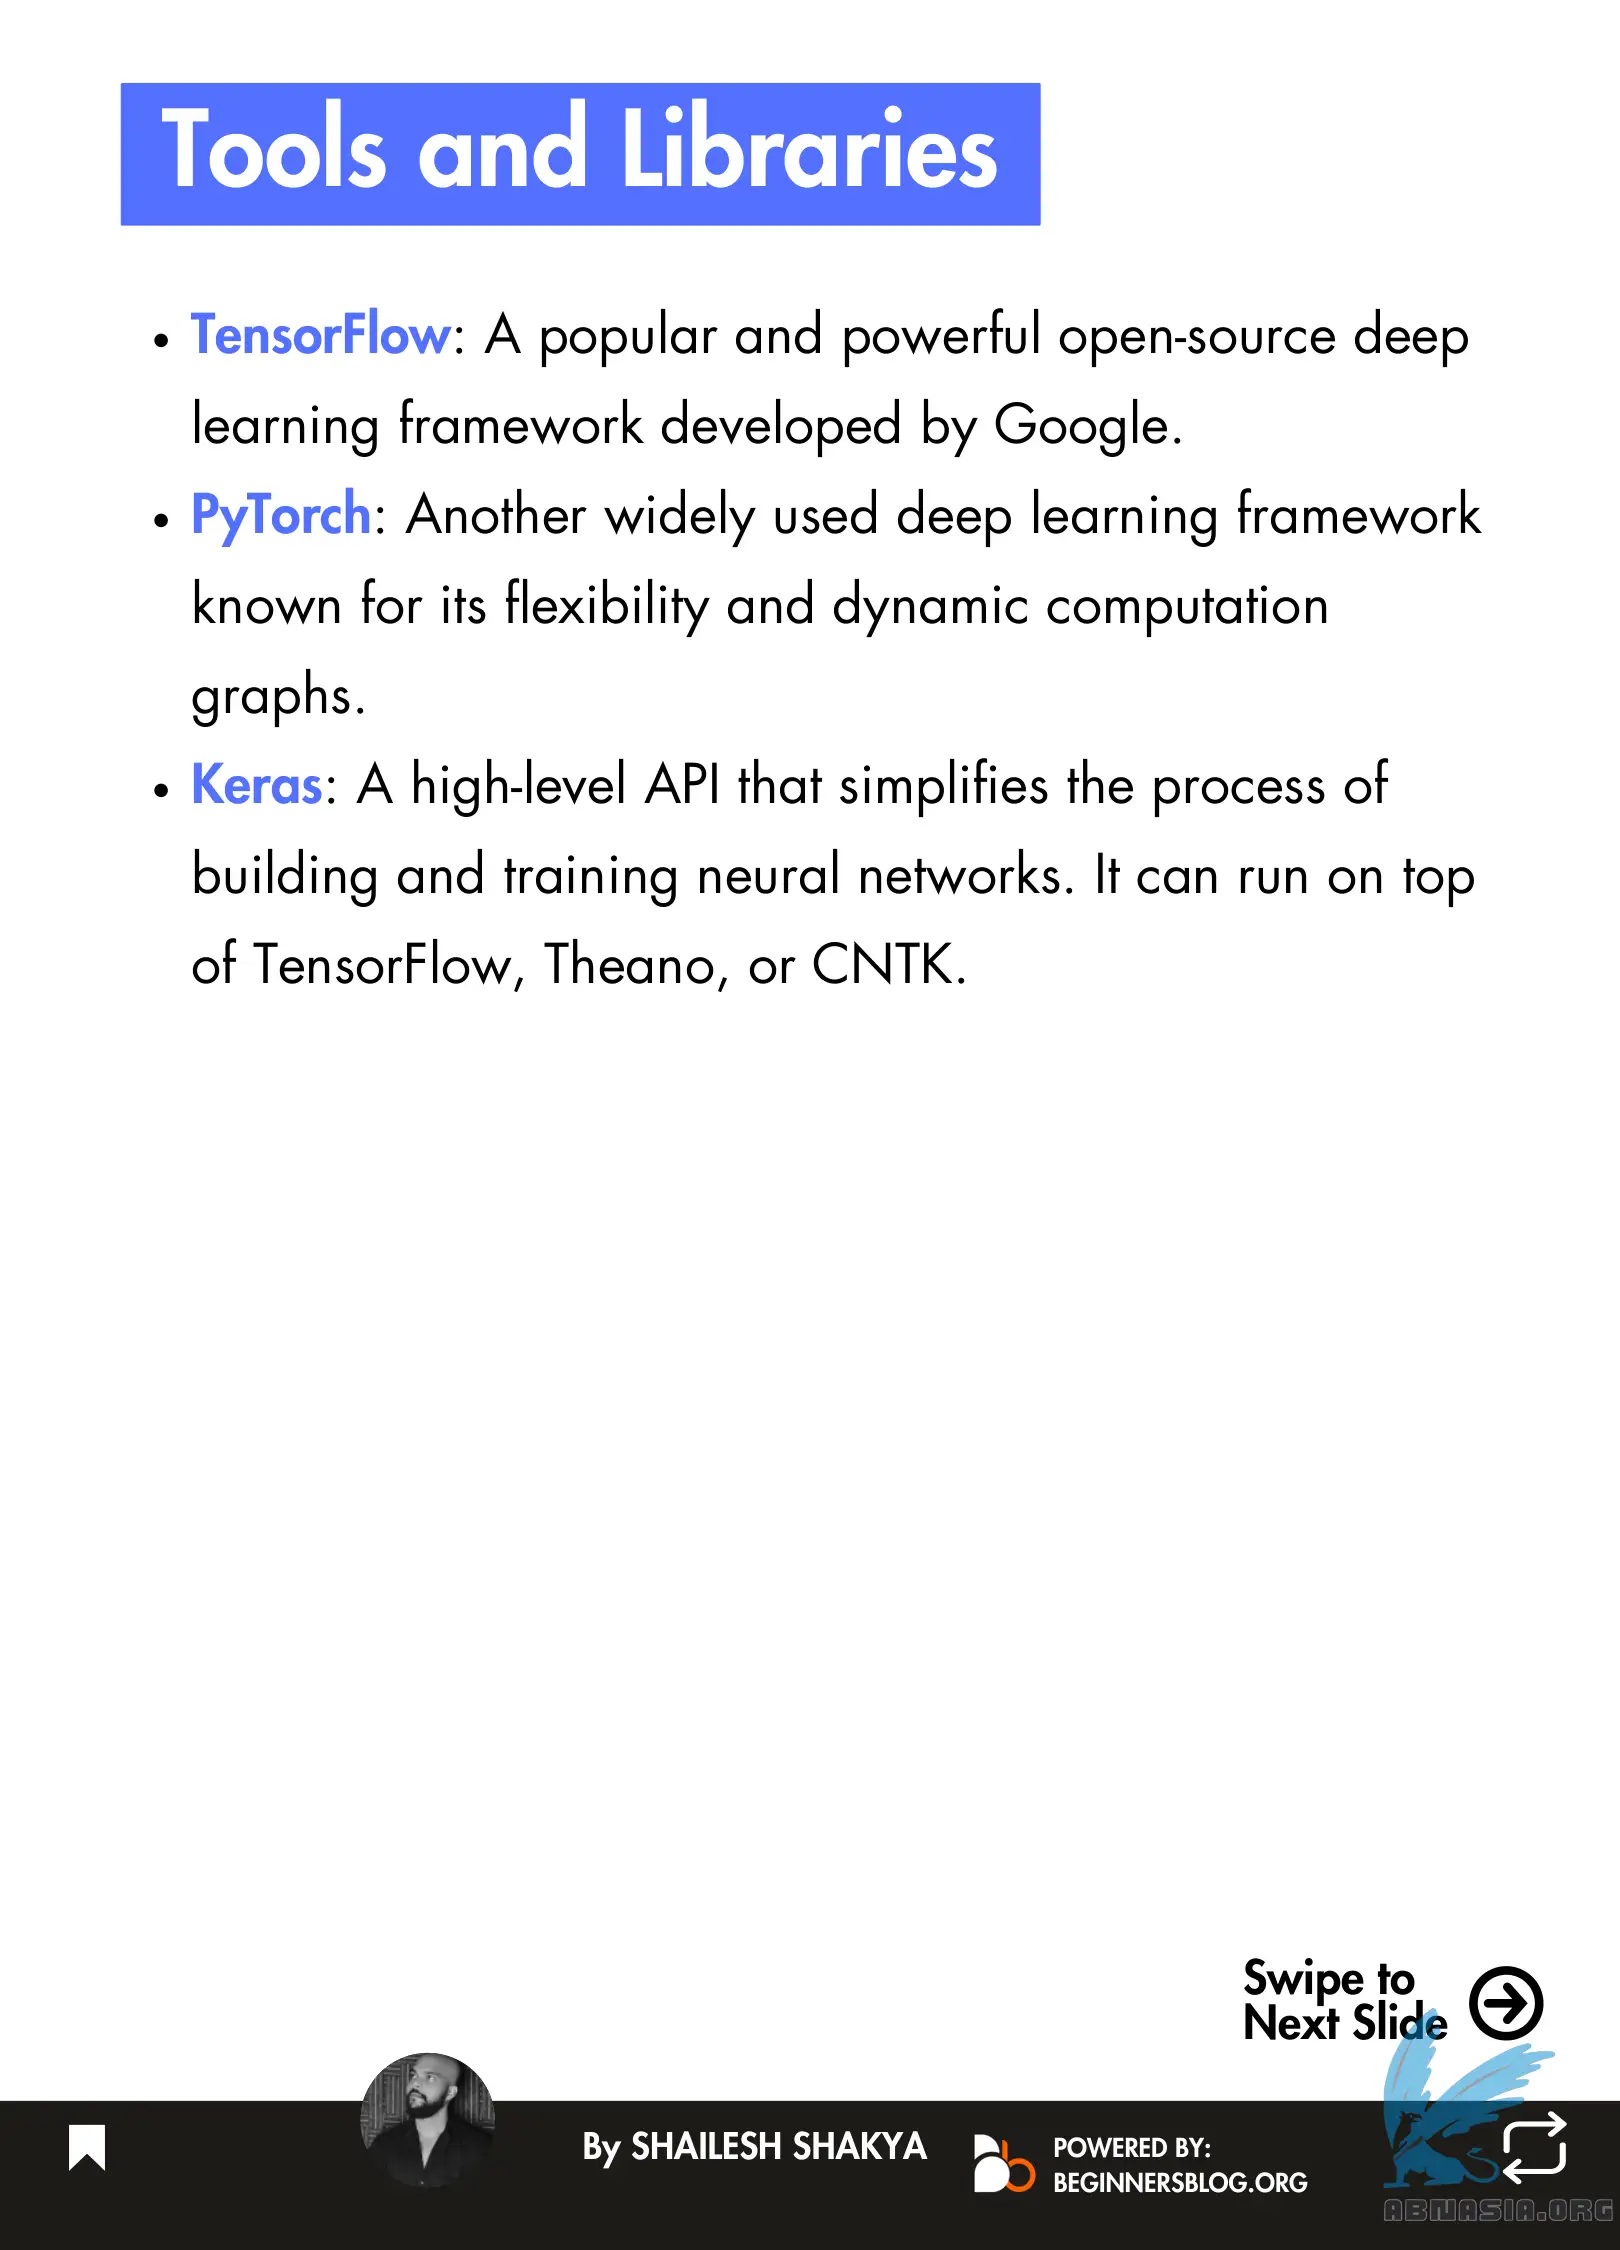 Tools and Libraries
• TensorFlow: A popular and powerful open-source deep
learning framework developed by Google.
• PyTorch: Another widely used deep learning framework
known for its flexibility and dynamic computation
graphs.
• Keras: A high-level API that simplifies the process of
building and training neural networks. It can run on top
of TensorFlow, Theano, or CNTK.
Swipe to
Next Slide
By SHAILESH SHAKYA
POWERED BY:
BEGINNERSBLOG.ORG
ABNASIA.ORG